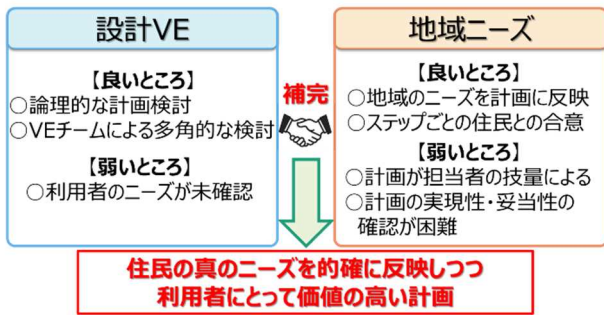 設計VE
【良いところ】
○論理的な計画検討
○VEチームによる多角的な検討
【弱いところ】
○利用者のニーズが未確認
補完
地域ニーズ
【良いところ】
○地域のニーズを計画に反映
○ステップごとの住民との合意
【弱いところ】
○計画が担当者の技量による
○計画の実現性・妥当性の
確認が困難
住民の真のニーズを的確に反映しつつ
利用者にとって価値の高い計画